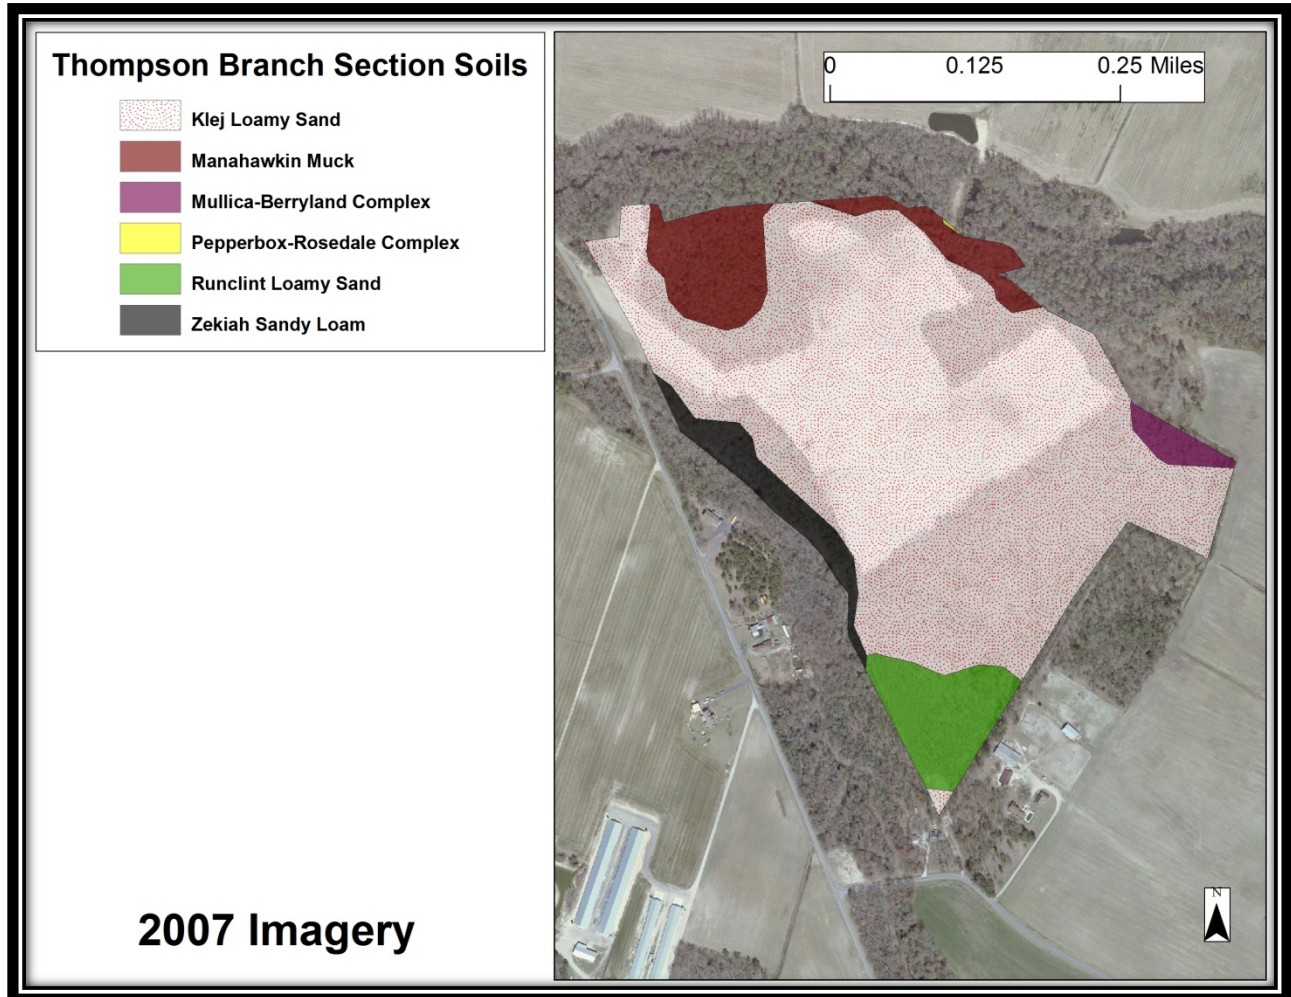 Thompson Branch Section Soils
Klej Loamy Sand
Manahawkin Muck
Mullica-Berryland Complex
Pepperbox-Rosedale Complex
Runclint Loamy Sand
Zekiah Sandy Loam
2007 Imagery
0 0.125 0.25 Miles
N